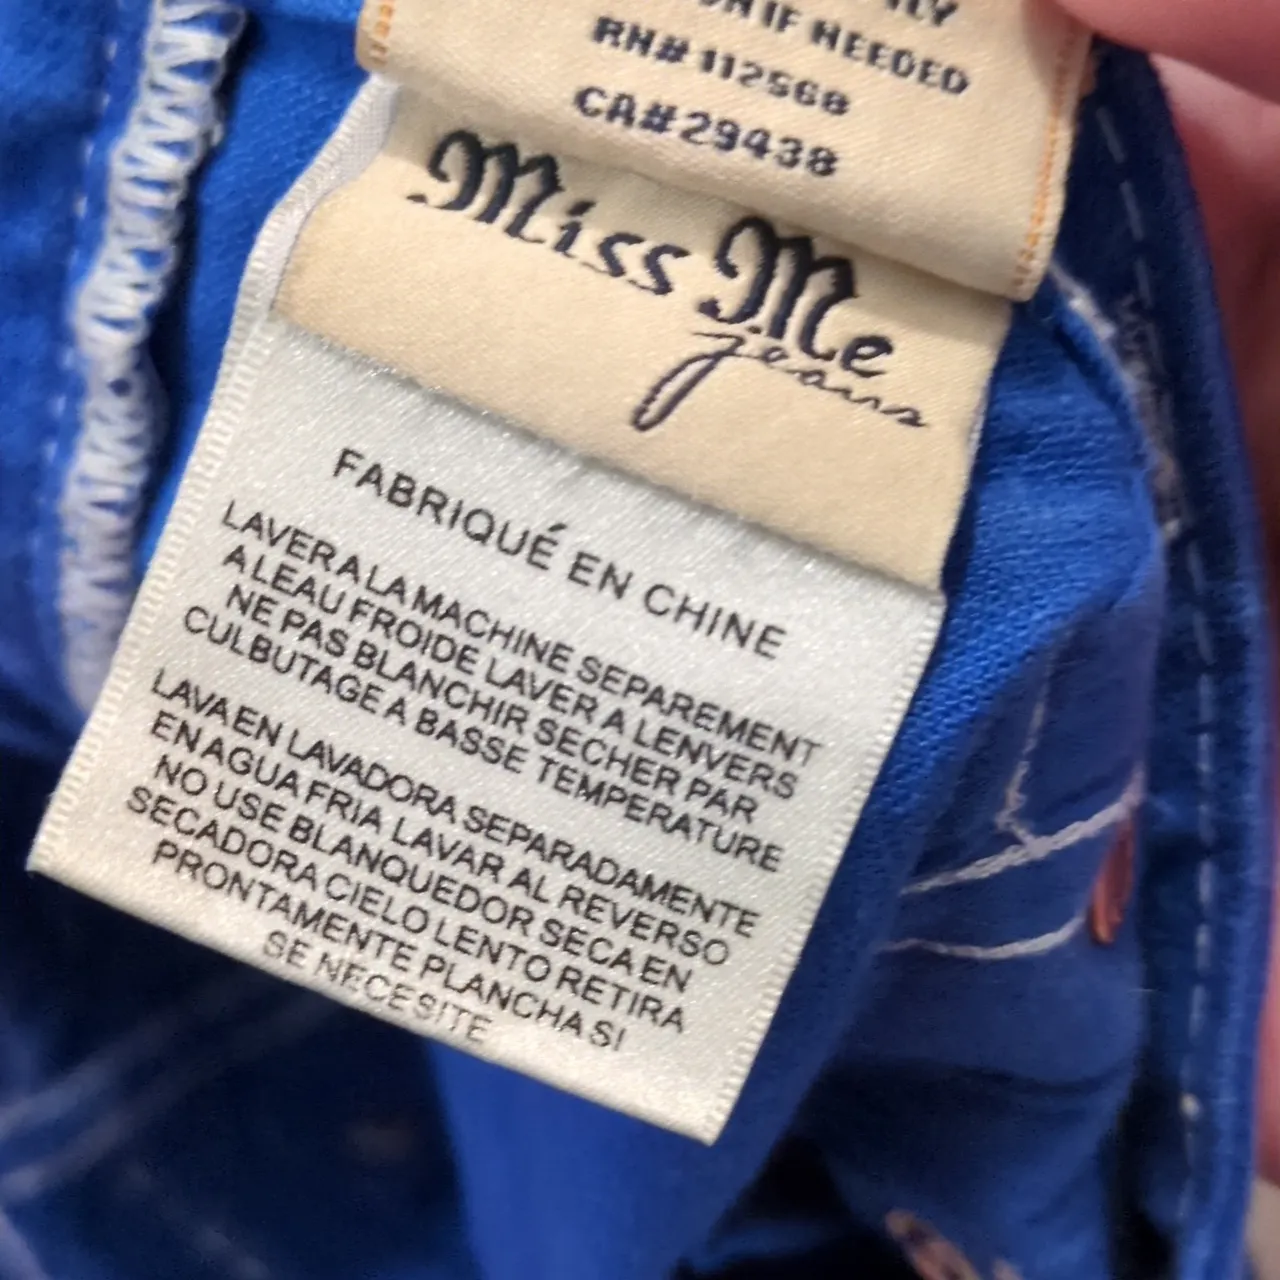 ON IF NEEDED
RN# 112568
CA# 29438
Miss Me
jeans
FABRIQUÉ EN CHINE
LAVER A LA MACHINE SEPAREMENT
A LEAU FROIDE LAVER A LENVERS
NE PAS BLANCHIR SECHER PAR
CULBUTAGE A BASSE TEMPERATURE
LAVA EN LAVADORA SEPARADAMENTE
EN AGUA FRIA LAVAR AL REVERSO
NO USE BLANQUEDOR SECA EN
SECADORA CIELO LENTO RETIRA
PRONTAMENTE PLANCHA SI
SE NECESITE